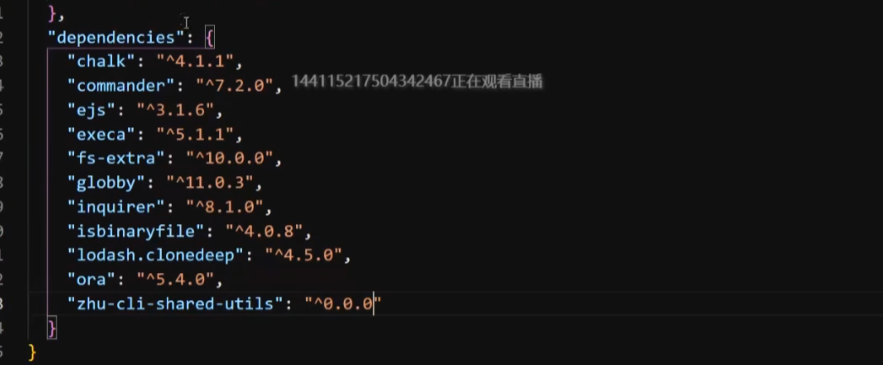 },
"dependencies": {
"chalk": "^4.1.1",
"commander": "^7.2.0", 144115217504342467正在观看直播
"ejs": "^3.1.6",
"execa": "^5.1.1",
"fs-extra": "^10.0.0",
"globby": "^11.0.3",
"inquirer": "^8.1.0",
"isbinaryfile": "^4.0.8",
"lodash.clonedeep": "^4.5.0",
"ora": "^5.4.0",
"zhu-cli-shared-utils": "^0.0.0"
}
}